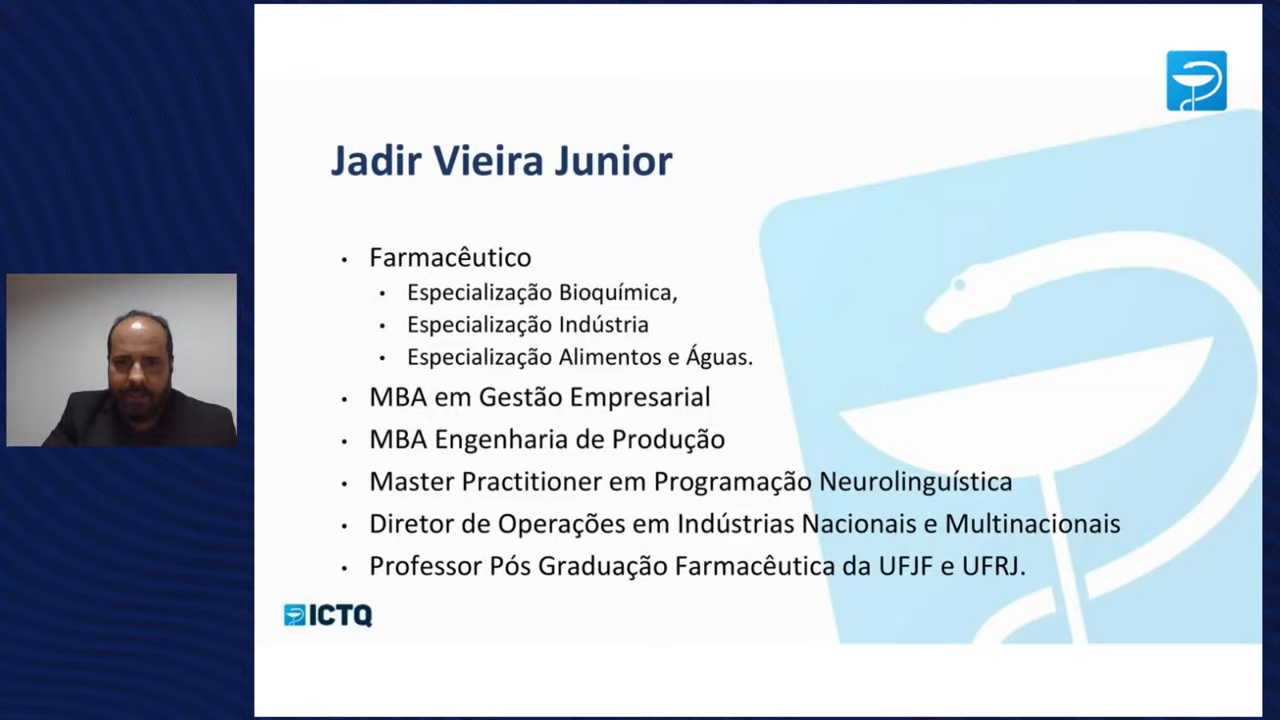 Jadir Vieira Junior
• Farmacêutico
• Especialização Bioquímica,
• Especialização Indústria
• Especialização Alimentos e Águas.
• MBA em Gestão Empresarial
• MBA Engenharia de Produção
• Master Practitioner em Programação Neurolinguística
• Diretor de Operações em Indústrias Nacionais e Multinacionais
• Professor Pós Graduação Farmacêutica da UFJF e UFRJ.
ICTQ